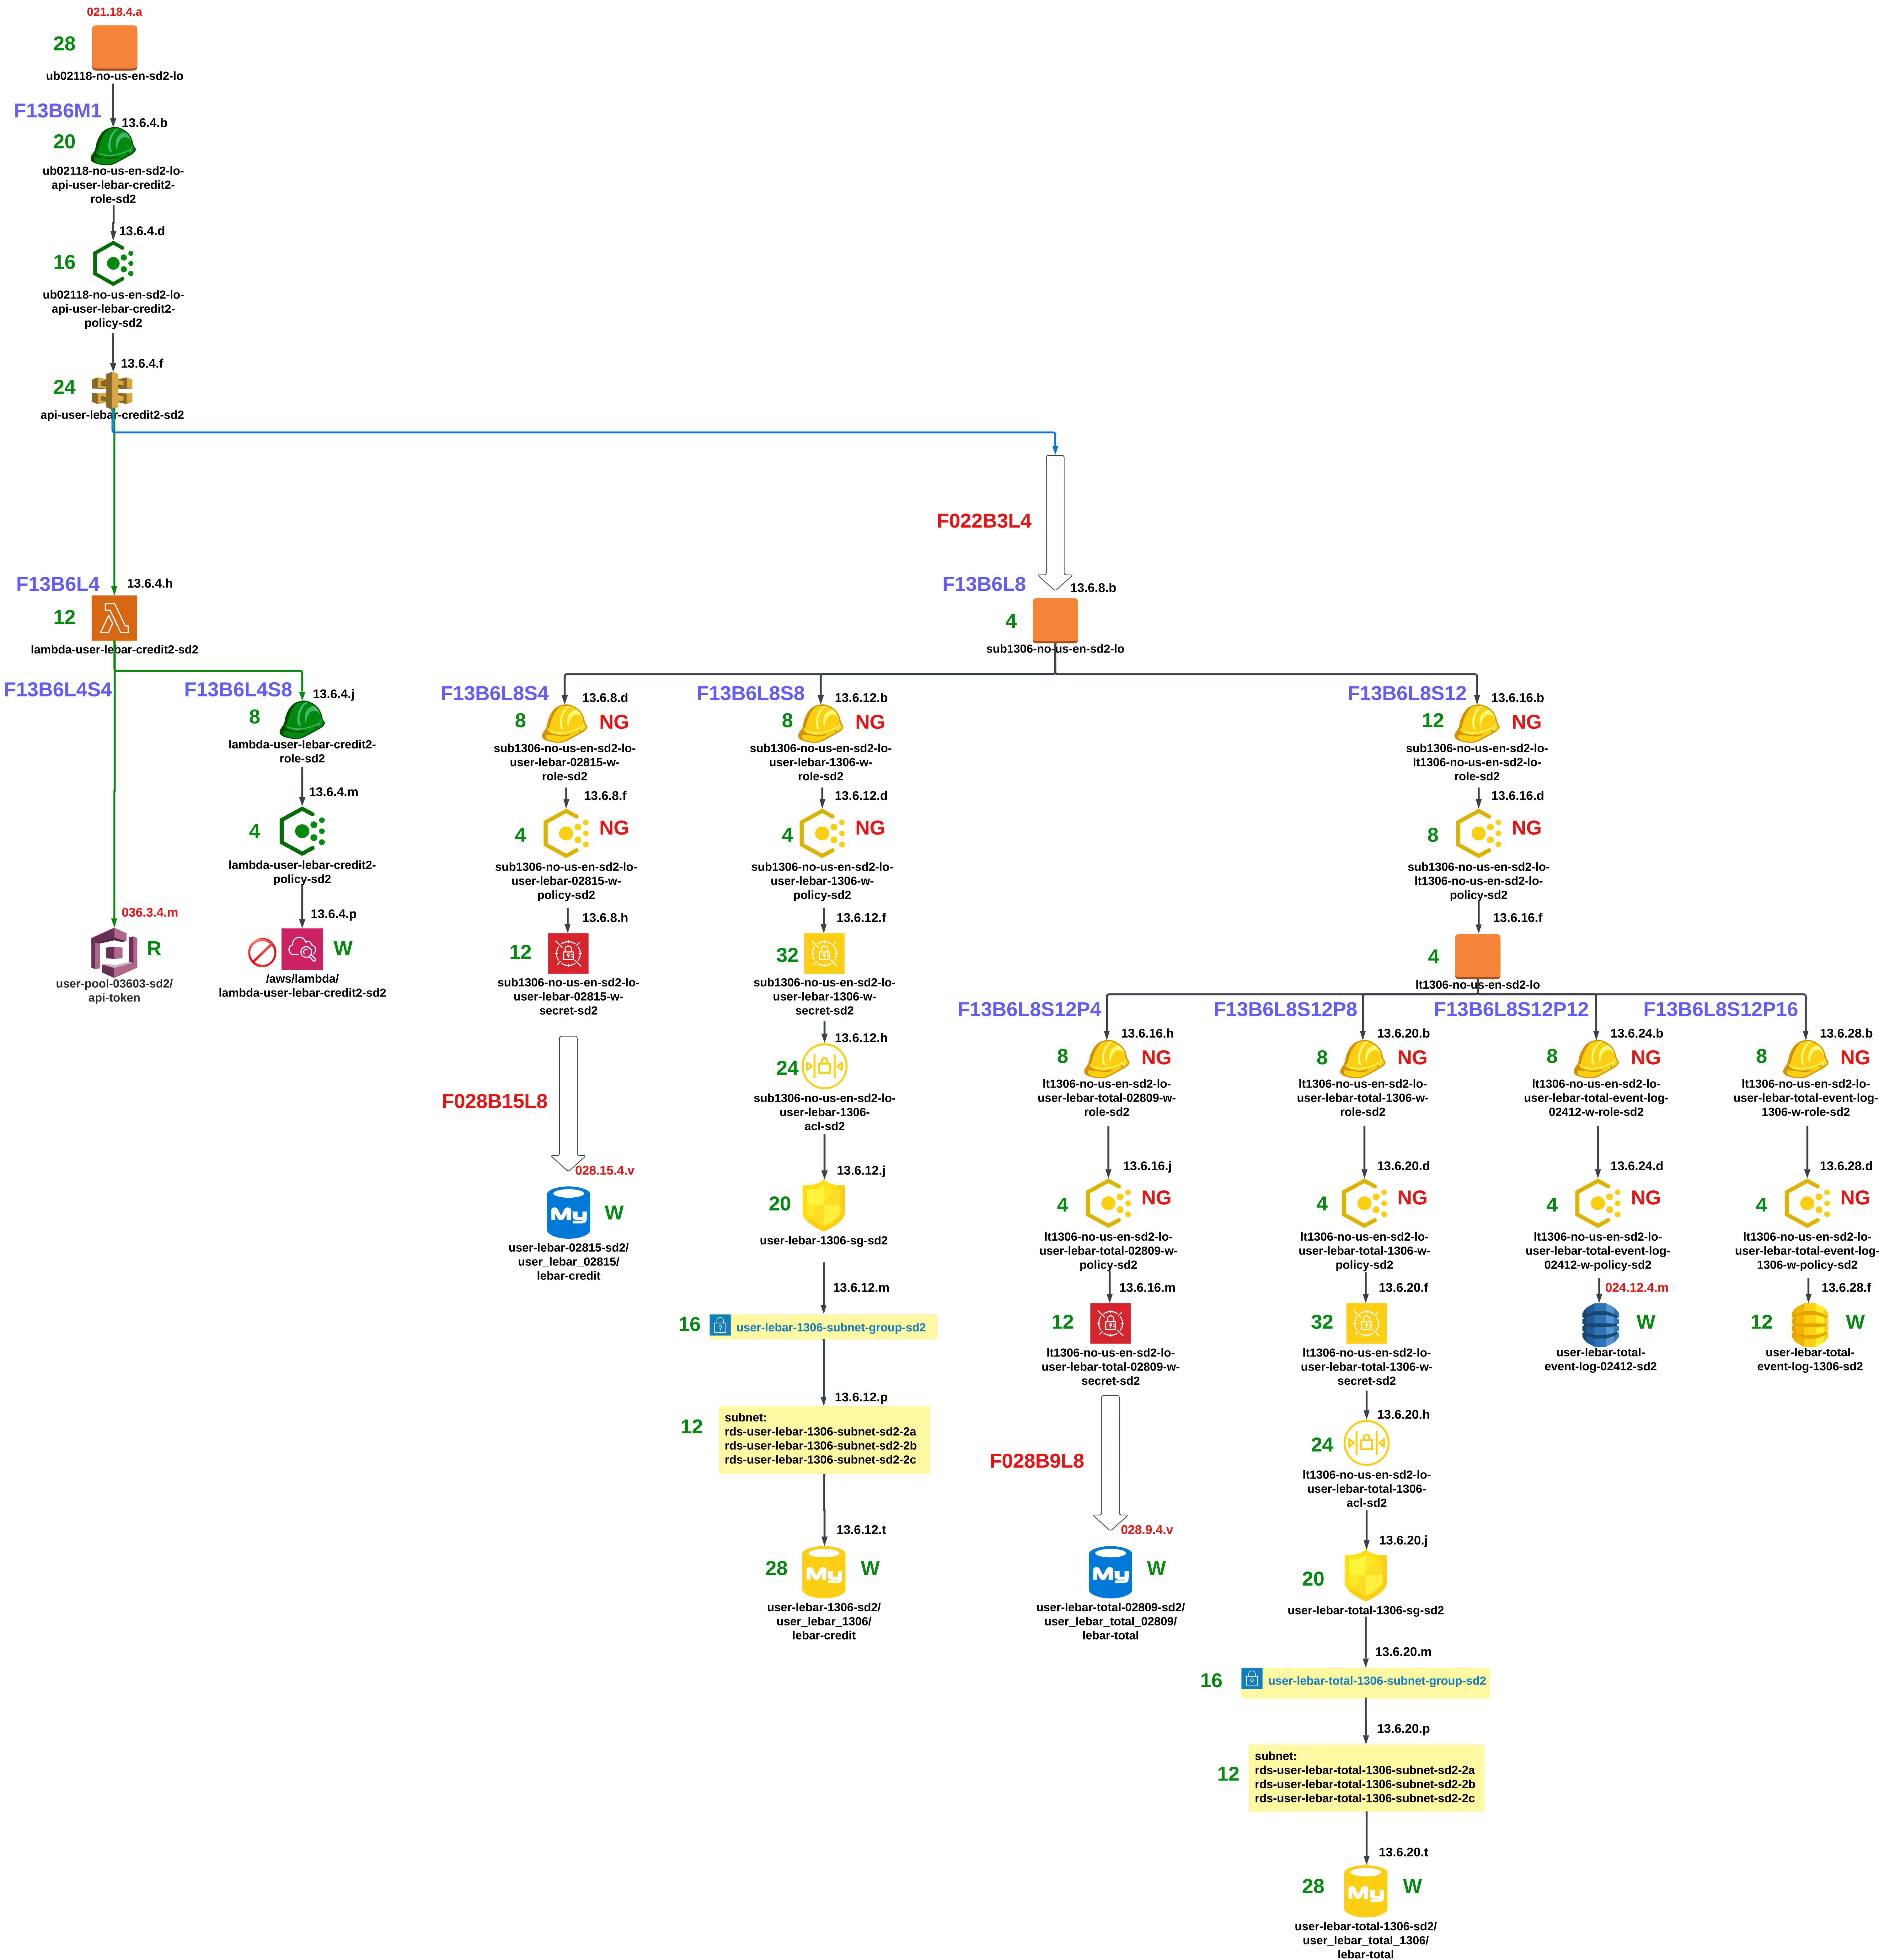 021.18.4.a
28
ub02118-no-us-en-sd2-lo
F13B6M1
13.6.4.b
20
ub02118-no-us-en-sd2-lo-
api-user-lebar-credit2-
role-sd2
13.6.4.d
16
ub02118-no-us-en-sd2-lo-
api-user-lebar-credit2-
policy-sd2
13.6.4.f
24
api-user-lebar-credit2-sd2
F022B3L4
F13B6L4
13.6.4.h
12
lambda-user-lebar-credit2-sd2
F13B6L8
13.6.8.b
4
sub1306-no-us-en-sd2-lo
F13B6L4S4
036.3.4.m
R
user-pool-03603-sd2/
api-token
F13B6L4S8
13.6.4.j
8
lambda-user-lebar-credit2-
role-sd2
13.6.4.m
4
lambda-user-lebar-credit2-
policy-sd2
13.6.4.p
W
/aws/lambda/
lambda-user-lebar-credit2-sd2
F13B6L8S4
13.6.8.d
8
NG
sub1306-no-us-en-sd2-lo-
user-lebar-02815-w-
role-sd2
13.6.8.f
4
NG
sub1306-no-us-en-sd2-lo-
user-lebar-02815-w-
policy-sd2
13.6.8.h
12
sub1306-no-us-en-sd2-lo-
user-lebar-02815-w-
secret-sd2
F028B15L8
028.15.4.v
My
W
user-lebar-02815-sd2/
user_lebar_02815/
lebar-credit
F13B6L8S8
13.6.12.b
8
NG
sub1306-no-us-en-sd2-lo-
user-lebar-1306-w-
role-sd2
13.6.12.d
4
NG
sub1306-no-us-en-sd2-lo-
user-lebar-1306-w-
policy-sd2
13.6.12.f
32
sub1306-no-us-en-sd2-lo-
user-lebar-1306-w-
secret-sd2
13.6.12.h
24
sub1306-no-us-en-sd2-lo-
user-lebar-1306-
acl-sd2
13.6.12.j
20
user-lebar-1306-sg-sd2
13.6.12.m
16
user-lebar-1306-subnet-group-sd2
13.6.12.p
12
subnet:
rds-user-lebar-1306-subnet-sd2-2a
rds-user-lebar-1306-subnet-sd2-2b
rds-user-lebar-1306-subnet-sd2-2c
13.6.12.t
28
My
W
user-lebar-1306-sd2/
user_lebar_1306/
lebar-credit
F13B6L8S12
13.6.16.b
12
NG
sub1306-no-us-en-sd2-lo-
lt1306-no-us-en-sd2-lo-
role-sd2
13.6.16.d
8
NG
sub1306-no-us-en-sd2-lo-
lt1306-no-us-en-sd2-lo-
policy-sd2
13.6.16.f
4
lt1306-no-us-en-sd2-lo
F13B6L8S12P4
13.6.16.h
8
NG
lt1306-no-us-en-sd2-lo-
user-lebar-total-02809-w-
role-sd2
13.6.16.j
4
NG
lt1306-no-us-en-sd2-lo-
user-lebar-total-02809-w-
policy-sd2
13.6.16.m
12
lt1306-no-us-en-sd2-lo-
user-lebar-total-02809-w-
secret-sd2
F028B9L8
028.9.4.v
My
W
user-lebar-total-02809-sd2/
user_lebar_total_02809/
lebar-total
F13B6L8S12P8
13.6.20.b
8
NG
lt1306-no-us-en-sd2-lo-
user-lebar-total-1306-w-
role-sd2
13.6.20.d
4
NG
lt1306-no-us-en-sd2-lo-
user-lebar-total-1306-w-
policy-sd2
13.6.20.f
32
lt1306-no-us-en-sd2-lo-
user-lebar-total-1306-w-
secret-sd2
13.6.20.h
24
lt1306-no-us-en-sd2-lo-
user-lebar-total-1306-
acl-sd2
13.6.20.j
20
user-lebar-total-1306-sg-sd2
13.6.20.m
16
user-lebar-total-1306-subnet-group-sd2
13.6.20.p
12
subnet:
rds-user-lebar-total-1306-subnet-sd2-2a
rds-user-lebar-total-1306-subnet-sd2-2b
rds-user-lebar-total-1306-subnet-sd2-2c
13.6.20.t
28
My
W
user-lebar-total-1306-sd2/
user_lebar_total_1306/
lebar-total
F13B6L8S12P12
13.6.24.b
8
NG
lt1306-no-us-en-sd2-lo-
user-lebar-total-event-log-
02412-w-role-sd2
13.6.24.d
4
NG
lt1306-no-us-en-sd2-lo-
user-lebar-total-event-log-
02412-w-policy-sd2
024.12.4.m
W
user-lebar-total-
event-log-02412-sd2
F13B6L8S12P16
13.6.28.b
8
NG
lt1306-no-us-en-sd2-lo-
user-lebar-total-event-log-
1306-w-role-sd2
13.6.28.d
4
NG
lt1306-no-us-en-sd2-lo-
user-lebar-total-event-log-
1306-w-policy-sd2
13.6.28.f
12
W
user-lebar-total-
event-log-1306-sd2